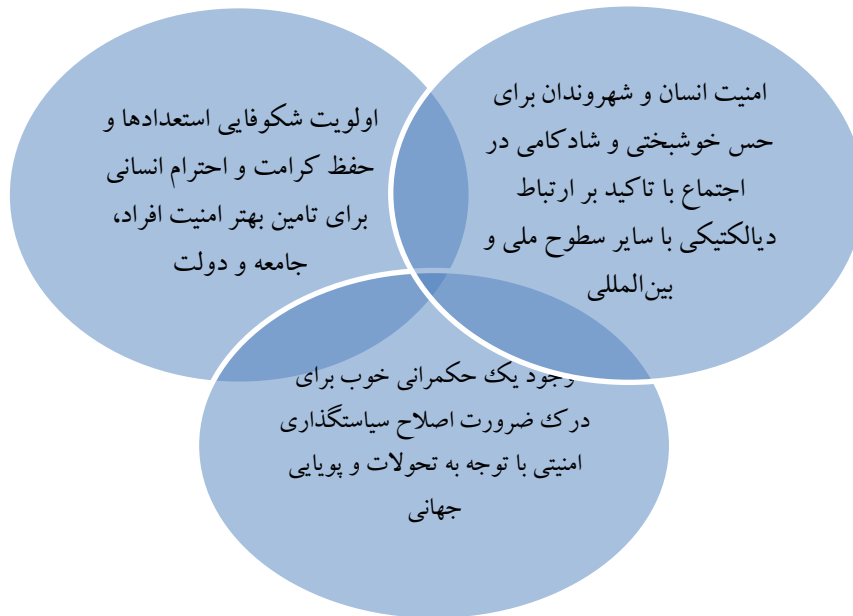 امنیت انسان و شهروندان برای
حس خوشبختی و شادکامی در
اجتماع با تاکید بر ارتباط
دیالکتیکی با سایر سطوح ملی و
بین‌المللی
اولویت شکوفایی استعدادها و
حفظ کرامت و احترام انسانی
برای تامین بهتر امنیت افراد،
جامعه و دولت
وجود یک حکمرانی خوب برای
درک ضرورت اصلاح سیاستگذاری
امنیتی با توجه به تحولات و پویایی
جهانی